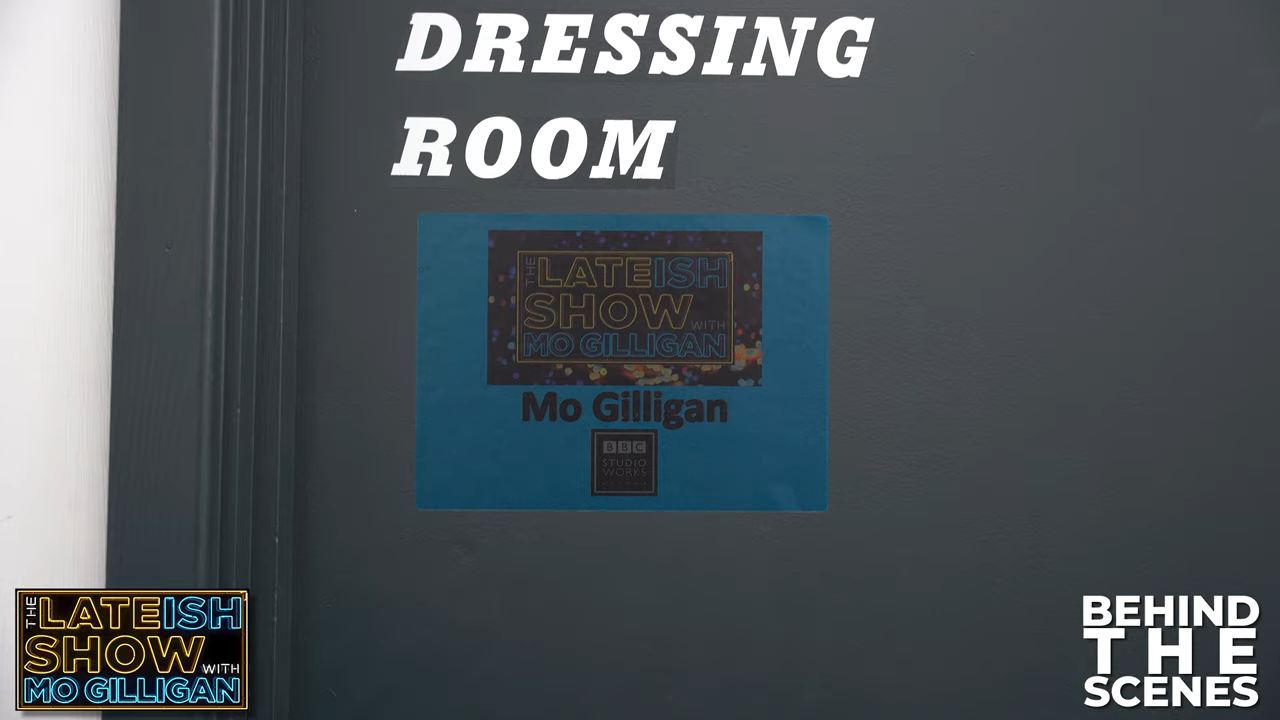 DRESSING
ROOM
THE LATEISH
SHOW WITH
MO GILLIGAN
Mo Gilligan
BBC
STUDIO
WORKS
THE LATEISH
SHOW WITH
MO GILLIGAN
BEHIND
THE
SCENES